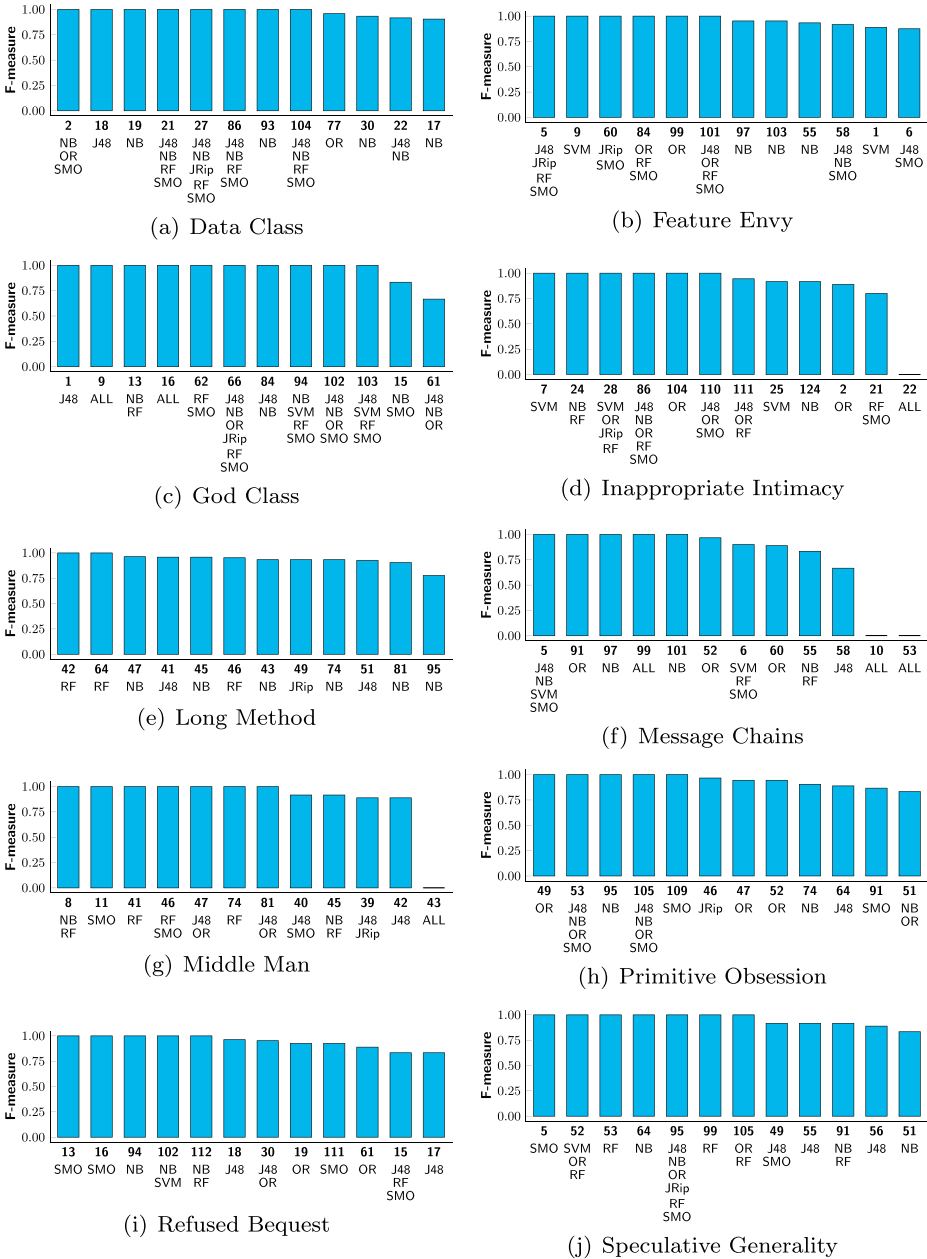 F-measure
1.00
0.75
0.50
0.25
0.00
2 18 19 21 27 86 93 104 77 30 22 17
NB J48 NB J48 J48 J48 NB J48 OR NB J48 NB
OR NB NB NB NB NB
SMO RF JRip RF RF
SMO RF SMO SMO
SMO
(a) Data Class
F-measure
1.00
0.75
0.50
0.25
0.00
5 9 60 84 99 101 97 103 55 58 1 6
J48 SVM JRip OR OR J48 NB NB NB J48 SVM J48
JRip SMO RF OR NB SMO
RF SMO RF SMO
SMO SMO
(b) Feature Envy
F-measure
1.00
0.75
0.50
0.25
0.00
1 9 13 16 62 66 84 94 102 103 15 61
J48 ALL NB ALL RF J48 J48 NB J48 J48 NB J48
RF SMO NB NB SVM NB SVM SMO NB
OR RF OR RF OR
JRip SMO SMO SMO
RF
SMO
(c) God Class
F-measure
1.00
0.75
0.50
0.25
0.00
7 24 28 86 104 110 111 25 124 2 21 22
SVM NB SVM J48 OR J48 J48 SVM NB OR RF ALL
RF OR NB OR OR SMO
JRip OR SMO RF
RF RF
SMO
(d) Inappropriate Intimacy
F-measure
1.00
0.75
0.50
0.25
0.00
42 64 47 41 45 46 43 49 74 51 81 95
RF RF NB J48 NB RF NB JRip NB J48 NB NB
(e) Long Method
F-measure
1.00
0.75
0.50
0.25
0.00
5 91 97 99 101 52 6 60 55 58 10 53
J48 OR NB ALL NB OR SVM OR NB J48 ALL ALL
NB RF RF
SVM SMO
SMO
(f) Message Chains
F-measure
1.00
0.75
0.50
0.25
0.00
8 11 41 46 47 74 81 40 45 39 42 43
NB SMO RF RF J48 RF J48 J48 NB J48 J48 ALL
RF SMO OR OR SMO RF JRip
(g) Middle Man
F-measure
1.00
0.75
0.50
0.25
0.00
49 53 95 105 109 46 47 52 74 64 91 51
OR J48 NB J48 SMO JRip OR OR NB J48 SMO NB
NB NB OR
OR OR
SMO SMO
(h) Primitive Obsession
F-measure
1.00
0.75
0.50
0.25
0.00
13 16 94 102 112 18 30 19 111 61 15 17
SMO SMO NB NB NB J48 J48 OR SMO OR J48 J48
SVM RF OR RF
SMO
(i) Refused Bequest
F-measure
1.00
0.75
0.50
0.25
0.00
5 52 53 64 95 99 105 49 55 91 56 51
SMO SVM RF NB J48 RF OR J48 J48 NB J48 NB
OR NB RF SMO RF
RF OR
JRip
RF
SMO
(j) Speculative Generality